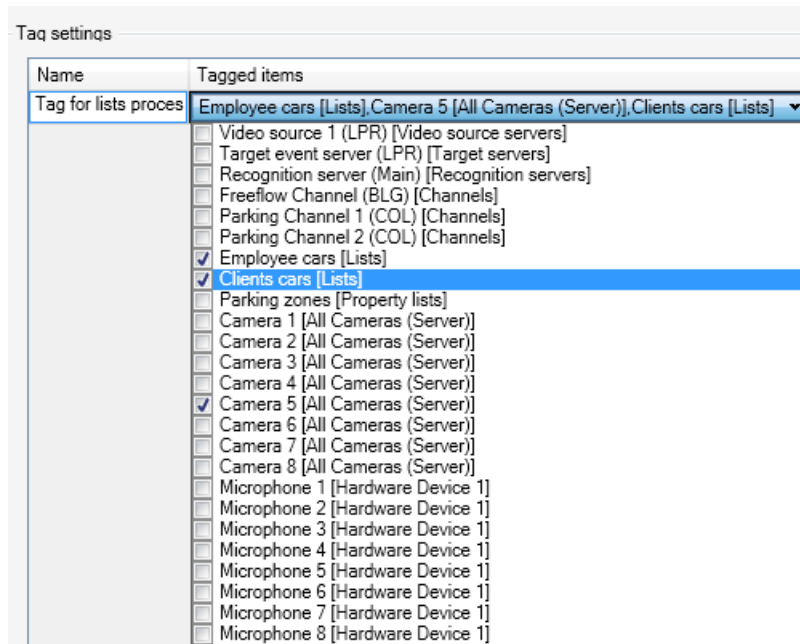 Tag settings
Name Tagged items
Tag for lists proces Employee cars [Lists],Camera 5 [All Cameras (Server)],Clients cars [Lists]
Video source 1 (LPR) [Video source servers]
Target event server (LPR) [Target servers]
Recognition server (Main) [Recognition servers]
Freeflow Channel (BLG) [Channels]
Parking Channel 1 (COL) [Channels]
Parking Channel 2 (COL) [Channels]
Employee cars [Lists]
Clients cars [Lists]
Parking zones [Property lists]
Camera 1 [All Cameras (Server)]
Camera 2 [All Cameras (Server)]
Camera 3 [All Cameras (Server)]
Camera 4 [All Cameras (Server)]
Camera 5 [All Cameras (Server)]
Camera 6 [All Cameras (Server)]
Camera 7 [All Cameras (Server)]
Camera 8 [All Cameras (Server)]
Microphone 1 [Hardware Device 1]
Microphone 2 [Hardware Device 1]
Microphone 3 [Hardware Device 1]
Microphone 4 [Hardware Device 1]
Microphone 5 [Hardware Device 1]
Microphone 6 [Hardware Device 1]
Microphone 7 [Hardware Device 1]
Microphone 8 [Hardware Device 1]